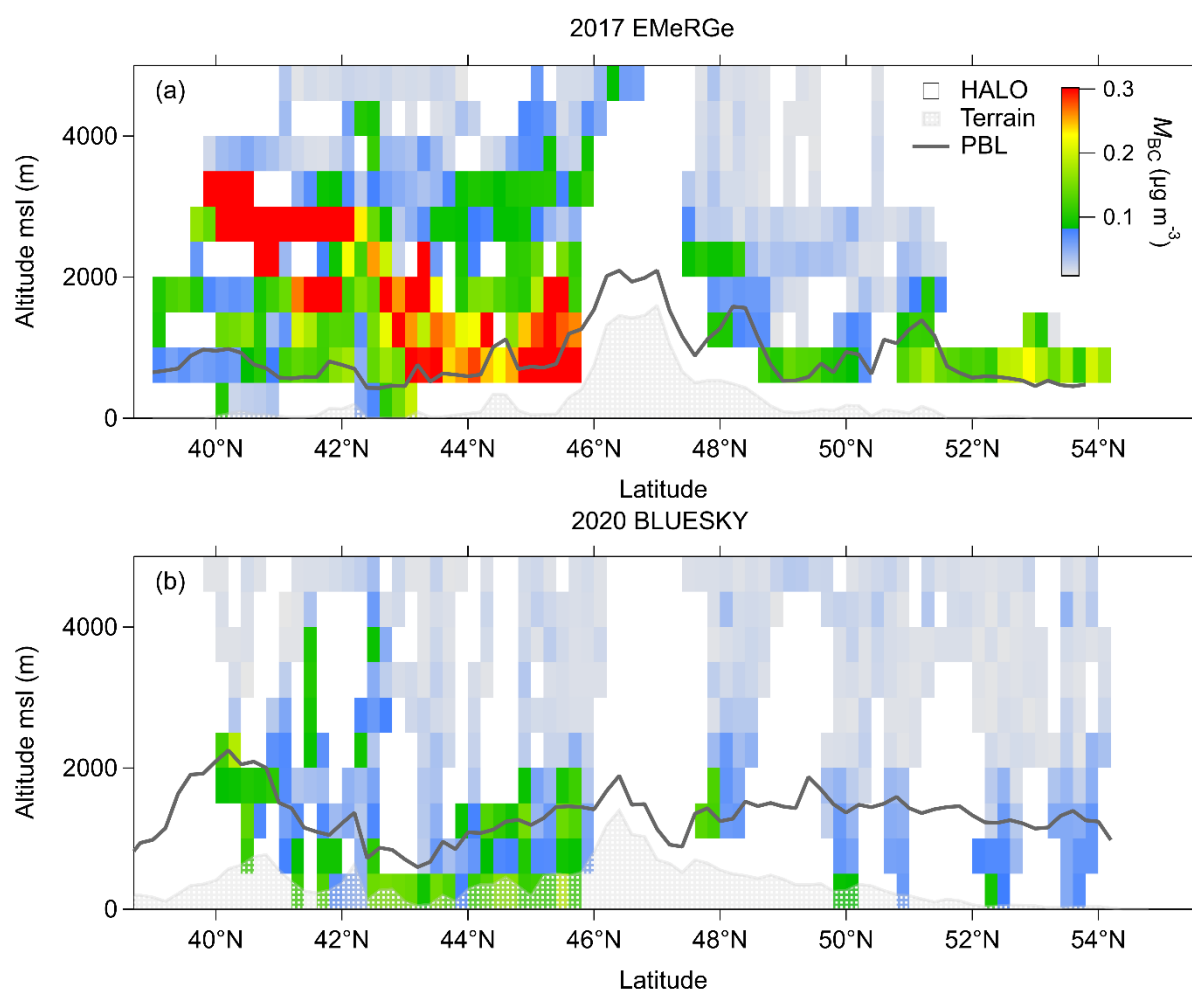 2017 EMeRGe
(a)
HALO
Terrain
PBL
0.3
0.2
0.1
M_BC (µg m⁻³)
4000
2000
0
Altitude msl (m)
40°N 42°N 44°N 46°N 48°N 50°N 52°N 54°N
Latitude
2020 BLUESKY
(b)
4000
2000
0
Altitude msl (m)
40°N 42°N 44°N 46°N 48°N 50°N 52°N 54°N
Latitude